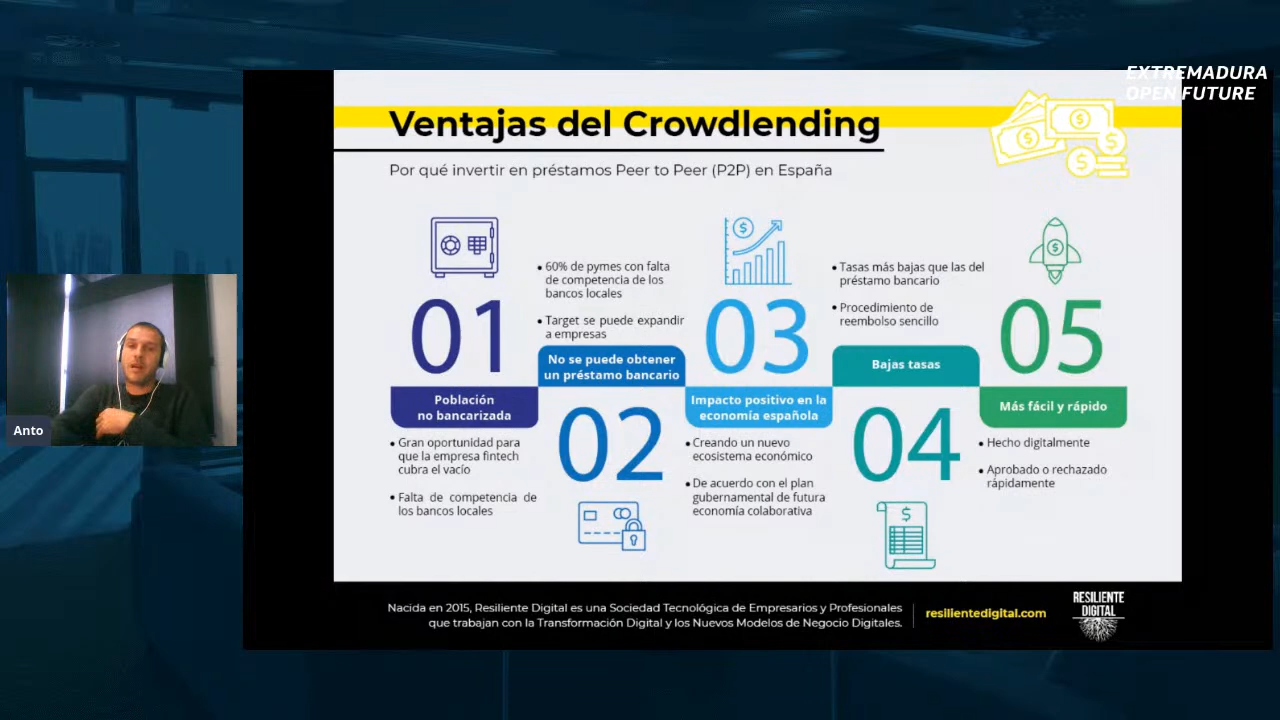 EXTREMADURA
OPEN FUTURE
Ventajas del Crowdlending
Por qué invertir en préstamos Peer to Peer (P2P) en España
01
Población
no bancarizada
• Gran oportunidad para
que la empresa fintech
cubra el vacío
• Falta de competencia de
los bancos locales
• 60% de pymes con falta
de competencia de los
bancos locales
• Target se puede expandir
a empresas
No se puede obtener
un préstamo bancario
02
03
Impacto positivo en la
economía española
• Creando un nuevo
ecosistema económico
• De acuerdo con el plan
gubernamental de futura
economía colaborativa
• Tasas más bajas que las del
préstamo bancario
• Procedimiento de
reembolso sencillo
Bajas tasas
04
05
Más fácil y rápido
• Hecho digitalmente
• Aprobado o rechazado
rápidamente
Anto
Nacida en 2015, Resiliente Digital es una Sociedad Tecnológica de Empresarios y Profesionales
que trabajan con la Transformación Digital y los Nuevos Modelos de Negocio Digitales.
resilientedigital.com
RESILIENTE
DIGITAL